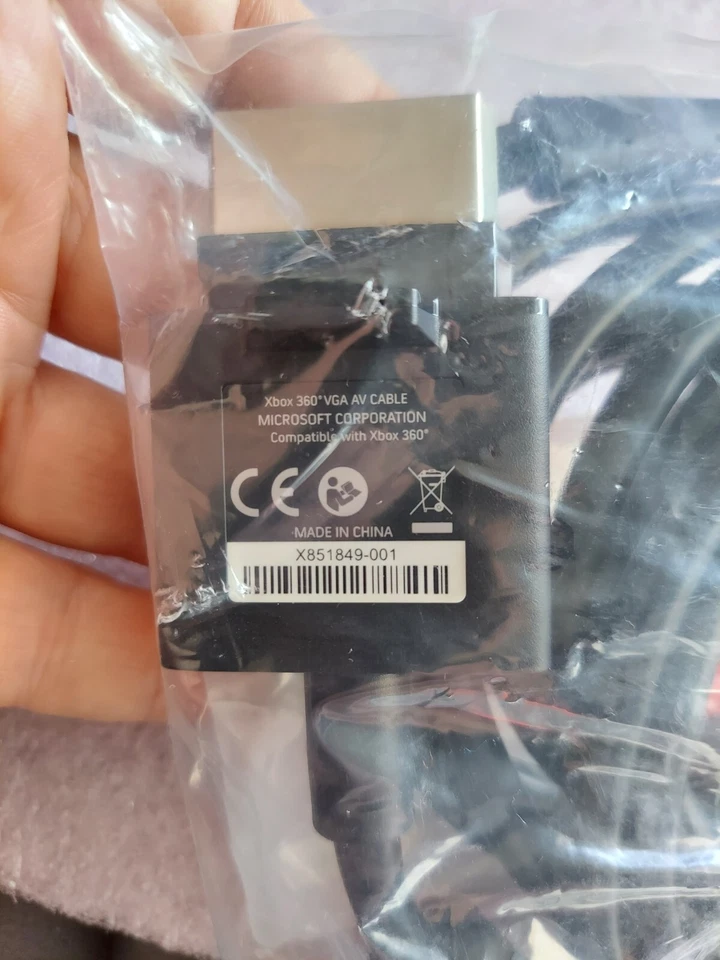 Xbox 360® VGA AV CABLE
MICROSOFT CORPORATION
Compatible with Xbox 360®
CE
MADE IN CHINA
X851849-001